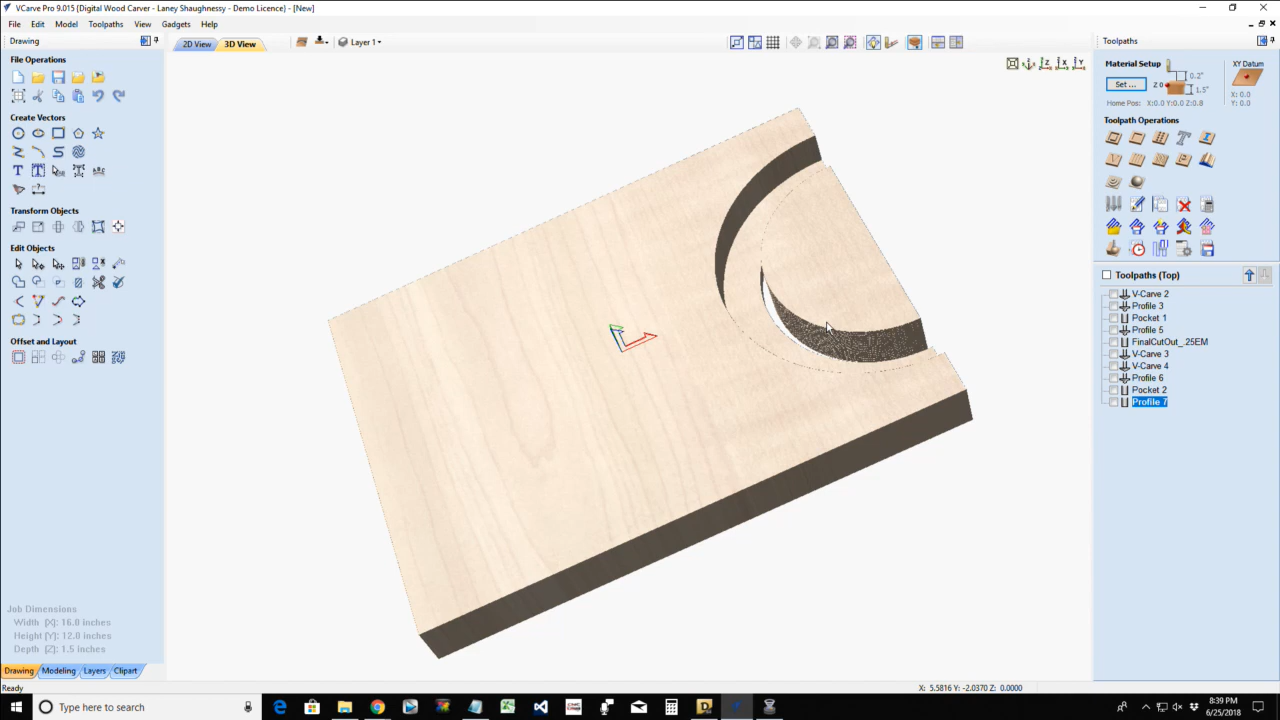 VCarve Pro 9.015 {Digital Wood Carver - Laney Shaughnessy - Demo Licence} - [New]
File Edit Model Toolpaths View Gadgets Help
Drawing
2D View 3D View Layer 1
Toolpaths
File Operations
Create Vectors
Transform Objects
Edit Objects
Offset and Layout
Job Dimensions
Width (X): 16.0 inches
Height (Y): 12.0 inches
Depth (Z): 1.5 inches
Drawing Modeling Layers Clipart
Z X Y
Material Setup
XY Datum
Set ...
Z 0
0.2"
1.5"
X: 0.0
Y: 0.0
Home Pos: X:0.0 Y:0.0 Z:0.8
Toolpath Operations
Toolpaths (Top)
V-Carve 2
Profile 3
Pocket 1
Profile 5
FinalCutOut_.25EM
V-Carve 3
V-Carve 4
Profile 6
Pocket 2
Profile 7
Ready
X: 5.5816 Y: -2.0370 Z: 0.0000
Type here to search
8:39 PM
6/25/2018